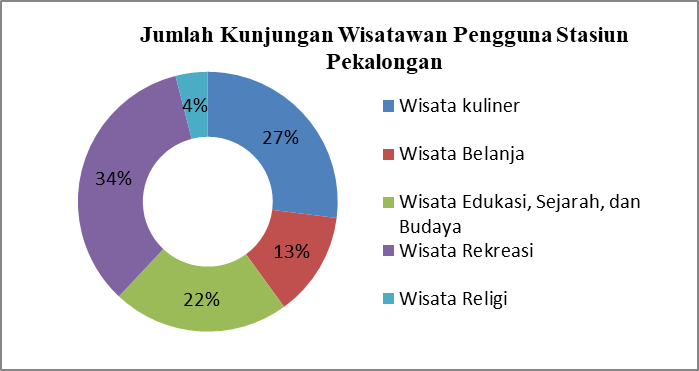 Jumlah Kunjungan Wisatawan Pengguna Stasiun
Pekalongan
4%
27%
34%
13%
22%
Wisata kuliner
Wisata Belanja
Wisata Edukasi, Sejarah, dan
Budaya
Wisata Rekreasi
Wisata Religi